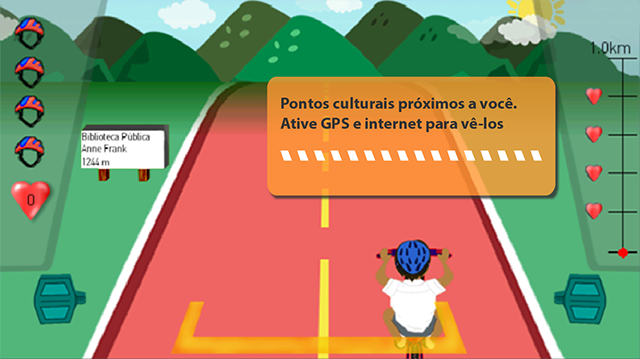 1.0km
Pontos culturais próximos a você.
Ative GPS e internet para vê-los
Biblioteca Pública
Anne Frank
1244 m
0